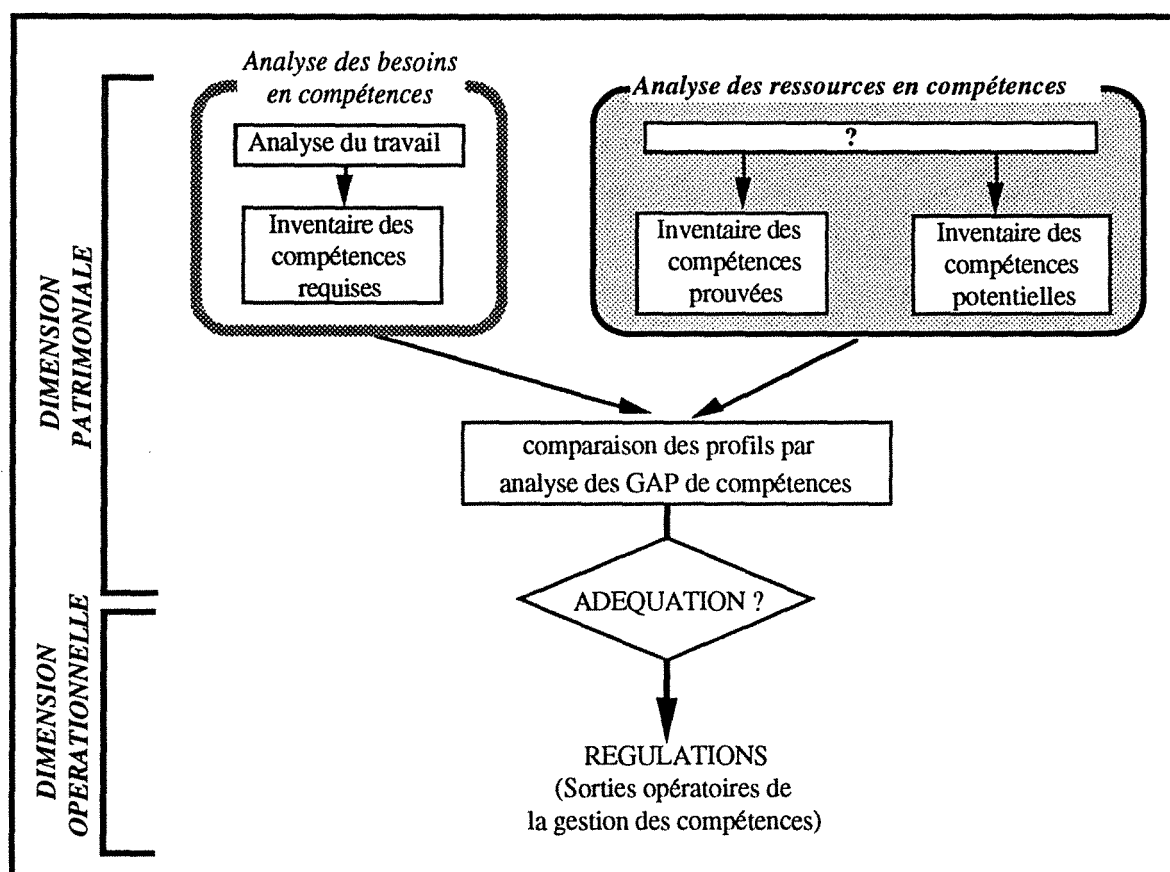 Analyse des besoins
en compétences
Analyse du travail
Inventaire des
compétences
requises
Analyse des ressources en compétences
?
Inventaire des
compétences
prouvées
Inventaire des
compétences
potentielles
DIMENSION
PATRIMONIALE
comparaison des profils par
analyse des GAP de compétences
ADEQUATION ?
DIMENSION
OPERATIONNELLE
REGULATIONS
(Sorties opératoires de
la gestion des compétences)